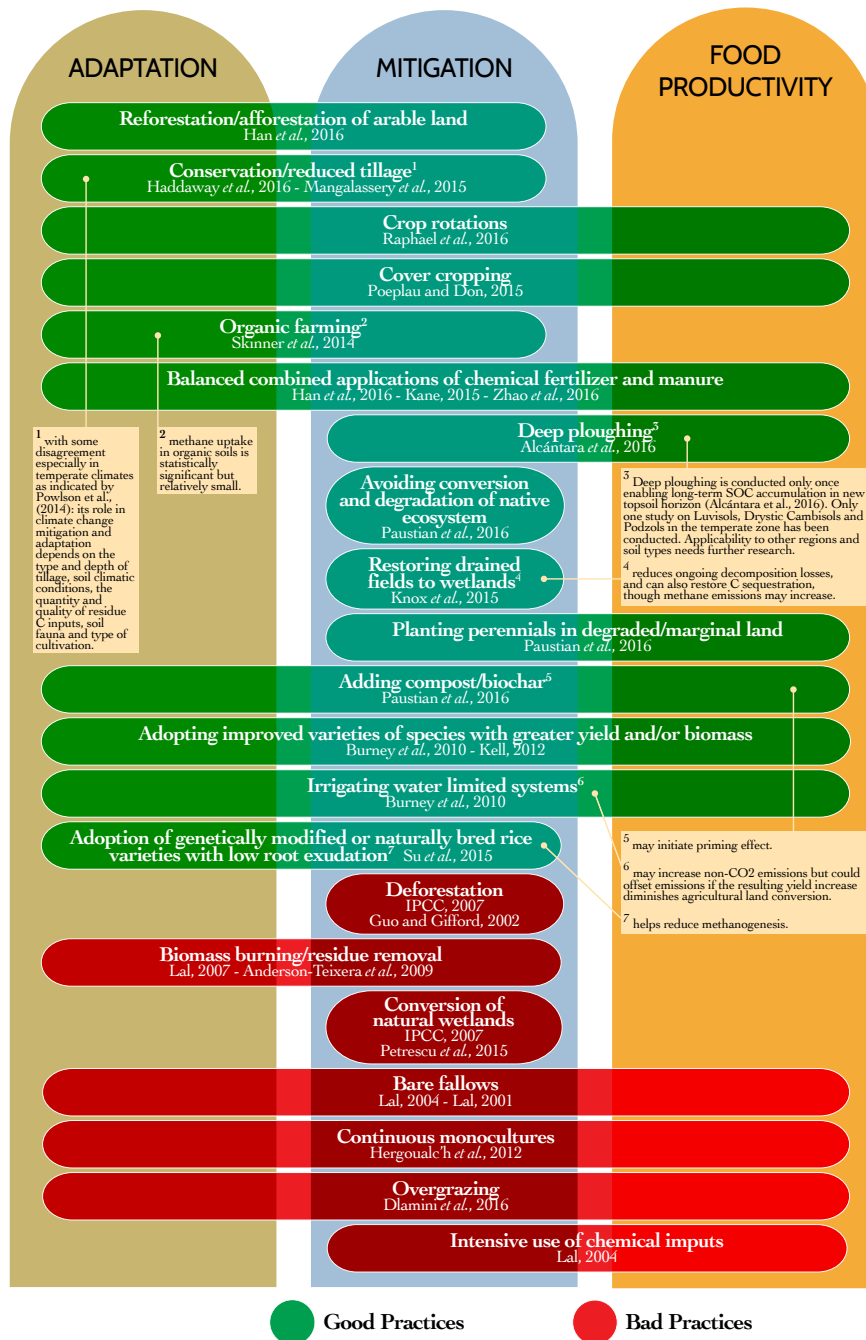 ADAPTATION
MITIGATION
FOOD
PRODUCTIVITY
Reforestation/afforestation of arable land
Han et al., 2016
Conservation/reduced tillage1
Haddaway et al., 2016 - Mangalassery et al., 2015
Crop rotations
Raphael et al., 2016
Cover cropping
Poeplau and Don, 2015
Organic farming2
Skinner et al., 2014
Balanced combined applications of chemical fertilizer and manure
Han et al., 2016 - Kane, 2015 - Zhao et al., 2016
Deep ploughing3
Alcántara et al., 2016
1 with some
disagreement
especially in
temperate climates
as indicated by
Powlson et al.,
(2014): its role in
climate change
mitigation and
adaptation
depends on the
type and depth of
tillage, soil climatic
conditions, the
quantity and
quality of residue
C inputs, soil
fauna and type of
cultivation.
2 methane uptake
in organic soils is
statistically
significant but
relatively small.
Avoiding conversion
and degradation of native
ecosystem
Paustian et al., 2016
3 Deep ploughing is conducted only once
enabling long-term SOC accumulation in new
topsoil horizon (Alcántara et al., 2016). Only
one study on Luvisols, Drystic Cambisols and
Podzols in the temperate zone has been
conducted. Applicability to other regions and
soil types needs further research.
4 reduces ongoing decomposition losses,
and can also restore C sequestration,
though methane emissions may increase.
Restoring drained
fields to wetlands4
Knox et al., 2015
Planting perennials in degraded/marginal land
Paustian et al., 2016
Adding compost/biochar5
Paustian et al., 2016
Adopting improved varieties of species with greater yield and/or biomass
Burney et al., 2010 - Kell, 2012
Irrigating water limited systems6
Burney et al., 2010
Adoption of genetically modified or naturally bred rice
varieties with low root exudation7 Su et al., 2015
5 may initiate priming effect.
6 may increase non-CO2 emissions but could
offset emissions if the resulting yield increase
diminishes agricultural land conversion.
7 helps reduce methanogenesis.
Deforestation
IPCC, 2007
Guo and Gifford, 2002
Biomass burning/residue removal
Lal, 2007 - Anderson-Teixera et al., 2009
Conversion of
natural wetlands
IPCC, 2007
Petrescu et al., 2015
Bare fallows
Lal, 2004 - Lal, 2001
Continuous monocultures
Hergoualc'h et al., 2012
Overgrazing
Dlamini et al., 2016
Intensive use of chemical imputs
Lal, 2004
Good Practices
Bad Practices